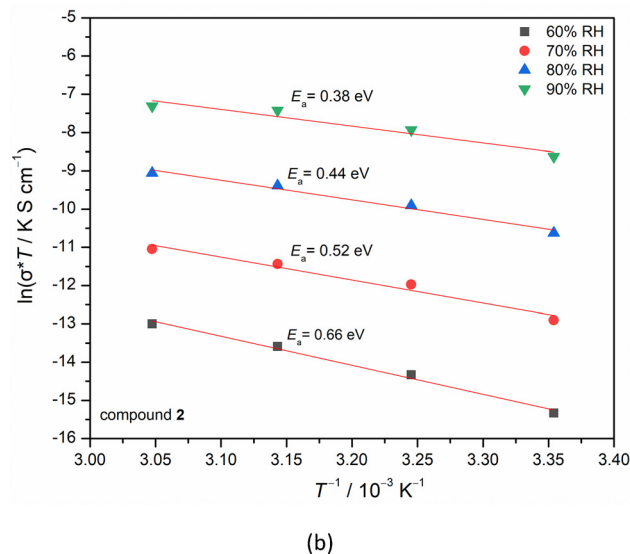 -5
-6
-7
-8
-9
-10
-11
-12
-13
-14
-15
-16
ln(σ*T / K S cm⁻¹)
60% RH
70% RH
80% RH
90% RH
Eₐ= 0.38 eV
Eₐ= 0.44 eV
Eₐ= 0.52 eV
Eₐ= 0.66 eV
compound 2
3.00 3.05 3.10 3.15 3.20 3.25 3.30 3.35 3.40
T⁻¹ / 10⁻³ K⁻¹
(b)